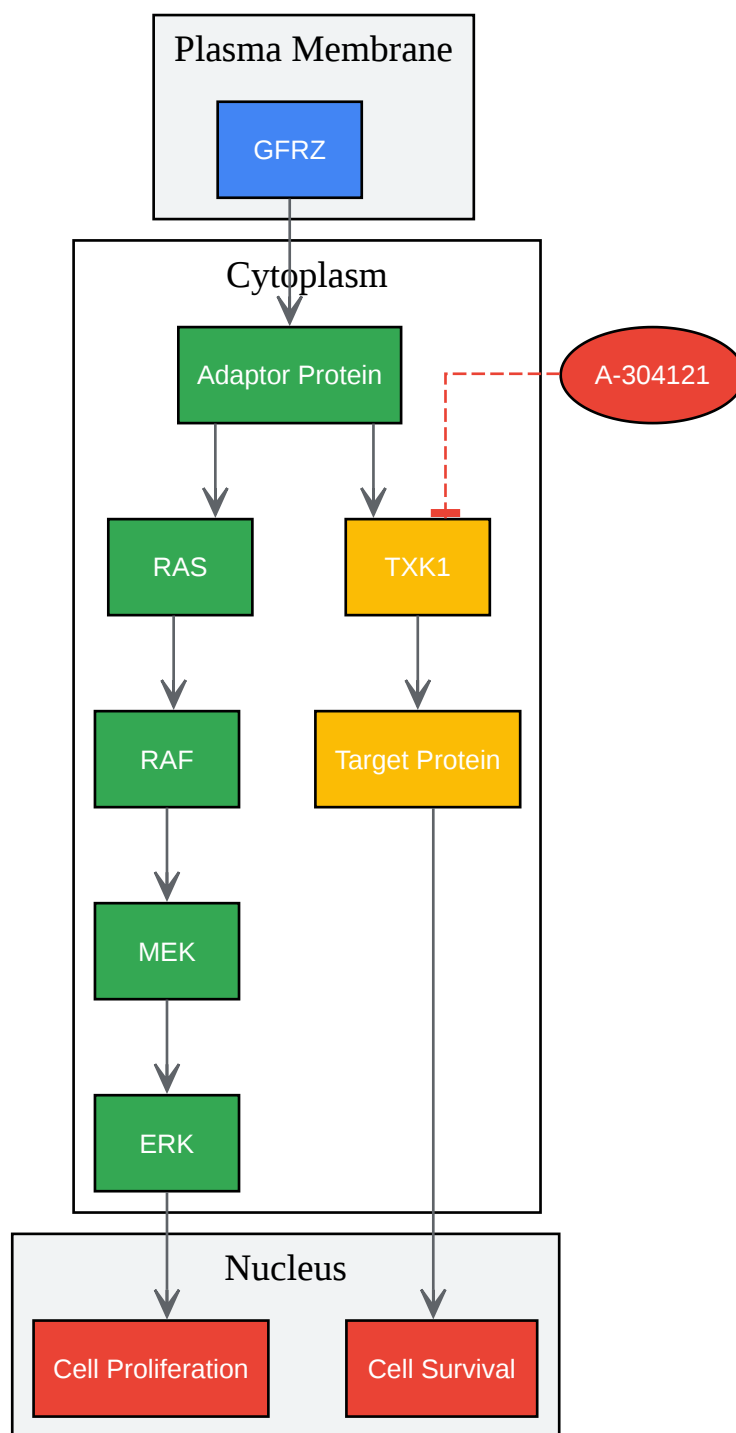 Plasma Membrane
GFRZ
Cytoplasm
Adaptor Protein
A-304121
RAS
TXK1
RAF
Target Protein
MEK
ERK
Nucleus
Cell Proliferation
Cell Survival